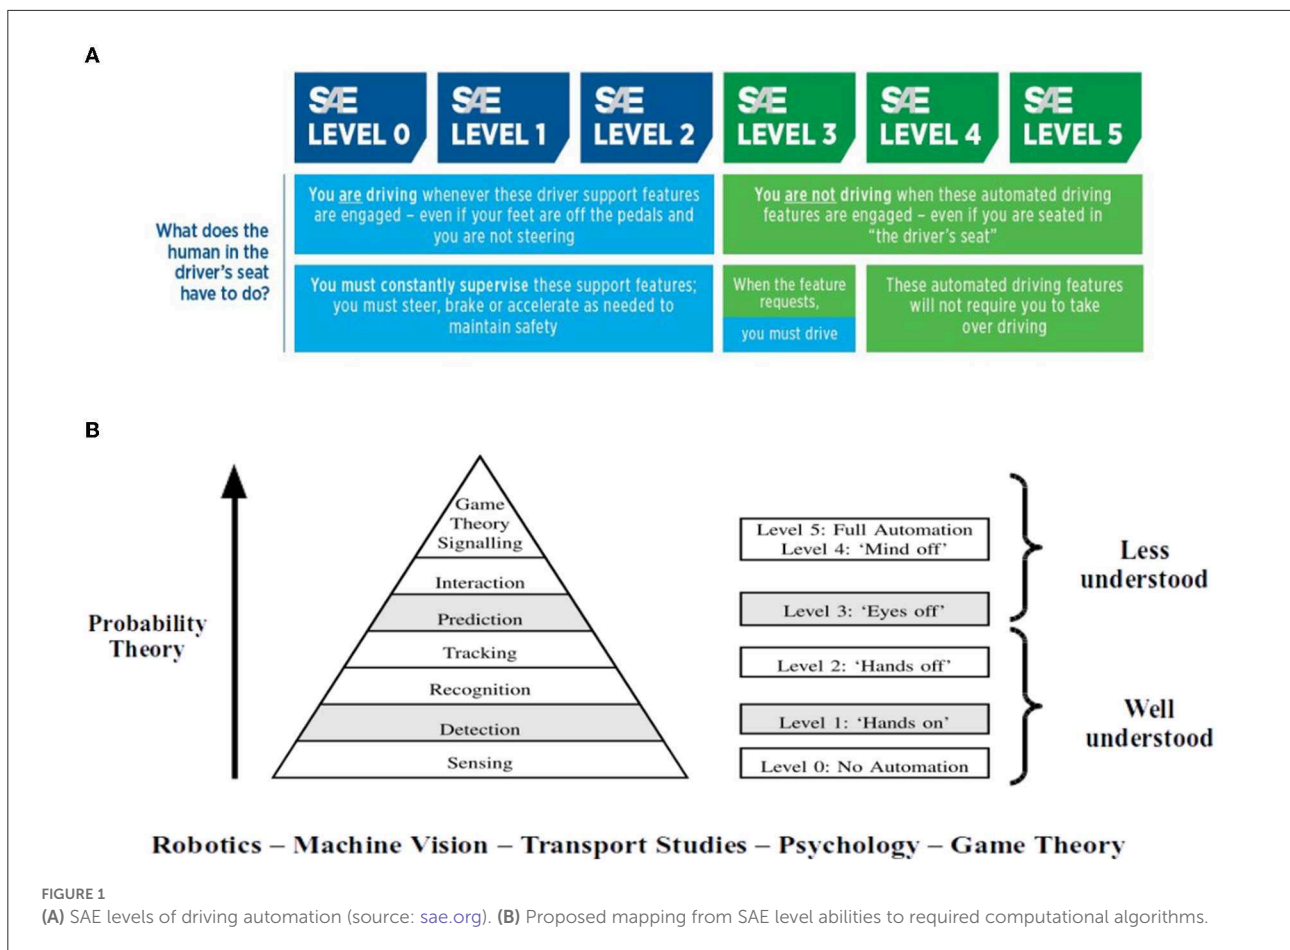 A
SAE
LEVEL 0
SAE
LEVEL 1
SAE
LEVEL 2
SAE
LEVEL 3
SAE
LEVEL 4
SAE
LEVEL 5
What does the
human in the
driver's seat
have to do?
You are driving whenever these driver support features
are engaged – even if your feet are off the pedals and
you are not steering
You are not driving when these automated driving
features are engaged – even if you are seated in
“the driver's seat”
You must constantly supervise these support features;
you must steer, brake or accelerate as needed to
maintain safety
When the feature
requests,
you must drive
These automated driving features
will not require you to take
over driving
B
Probability
Theory
Game
Theory
Signalling
Interaction
Prediction
Tracking
Recognition
Detection
Sensing
Level 5: Full Automation
Level 4: ‘Mind off’
Level 3: ‘Eyes off’
Level 2: ‘Hands off’
Level 1: ‘Hands on’
Level 0: No Automation
Less
understood
Well
understood
Robotics – Machine Vision – Transport Studies – Psychology – Game Theory
FIGURE 1
(A) SAE levels of driving automation (source: sae.org). (B) Proposed mapping from SAE level abilities to required computational algorithms.